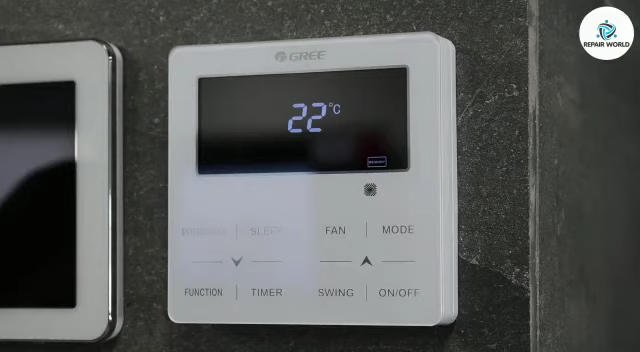 REPAIR WORLD
GREE
22°C
SLEEP
FAN
MODE
FUNCTION
TIMER
SWING
ON/OFF